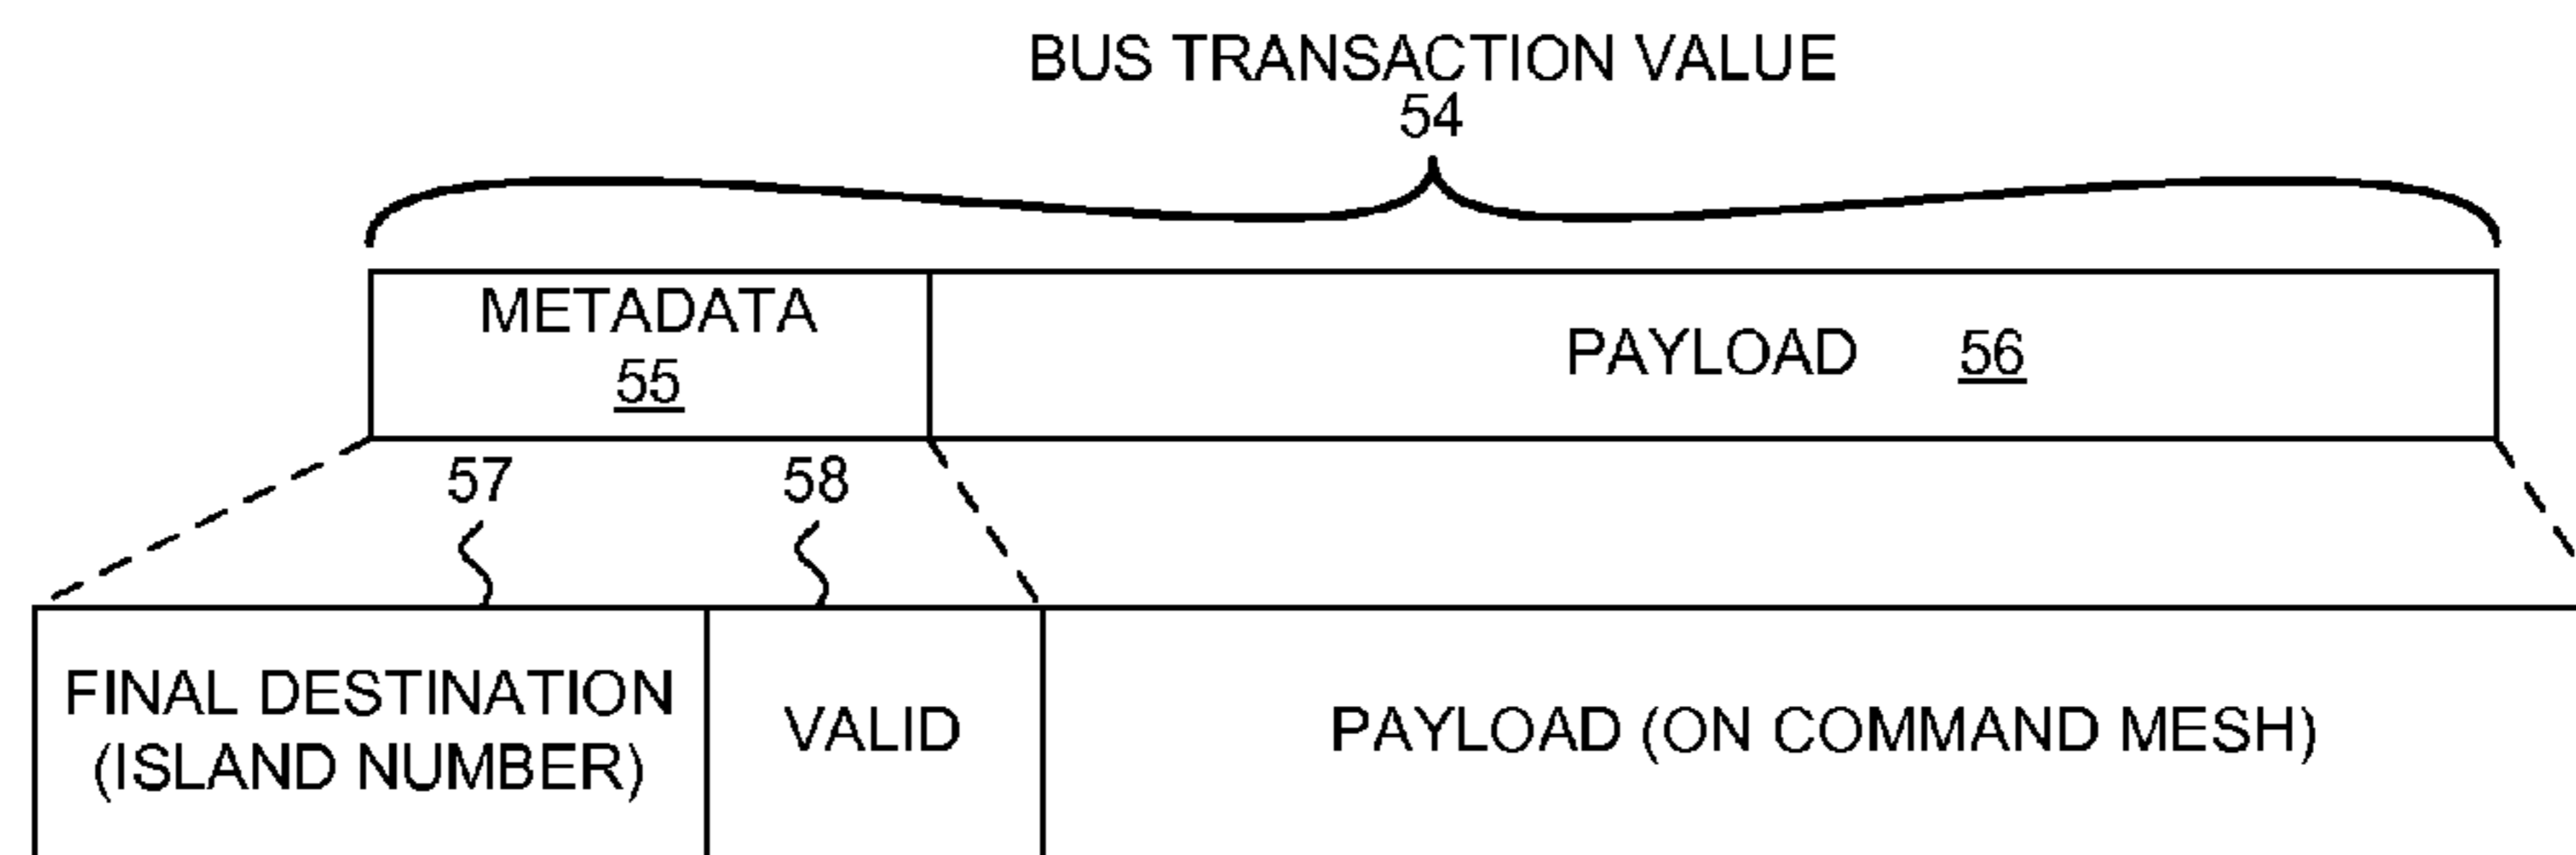 BUS TRANSACTION VALUE
54
METADATA
55
PAYLOAD 56
57 58
FINAL DESTINATION
(ISLAND NUMBER)
VALID
PAYLOAD (ON COMMAND MESH)